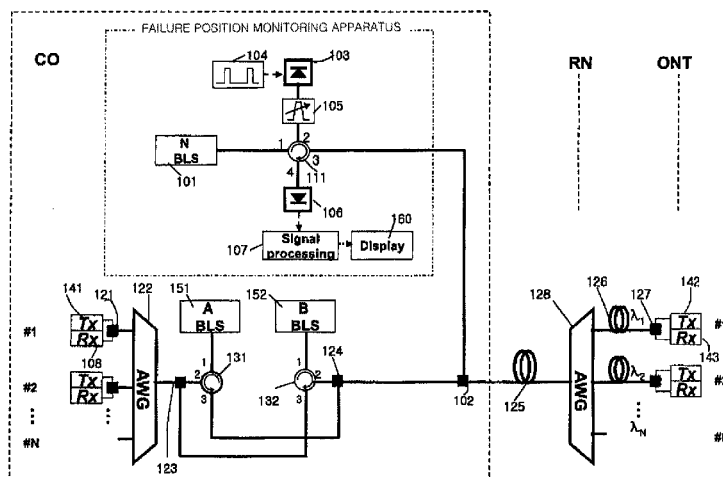 FAILURE POSITION MONITORING APPARATUS
CO
RN
ONT
104
103
105
N
BLS
101
1
2
3
4
111
106
107
Signal
processing
160
Display
141
121
122
151
152
A
BLS
B
BLS
#1
Tx
Rx
108
AWG
1
2
3
131
1
2
3
132
124
102
123
#2
Tx
Rx
#N
125
128
AWG
126
127
142
λ1
Tx
Rx
143
#
λ2
Tx
Rx
λN